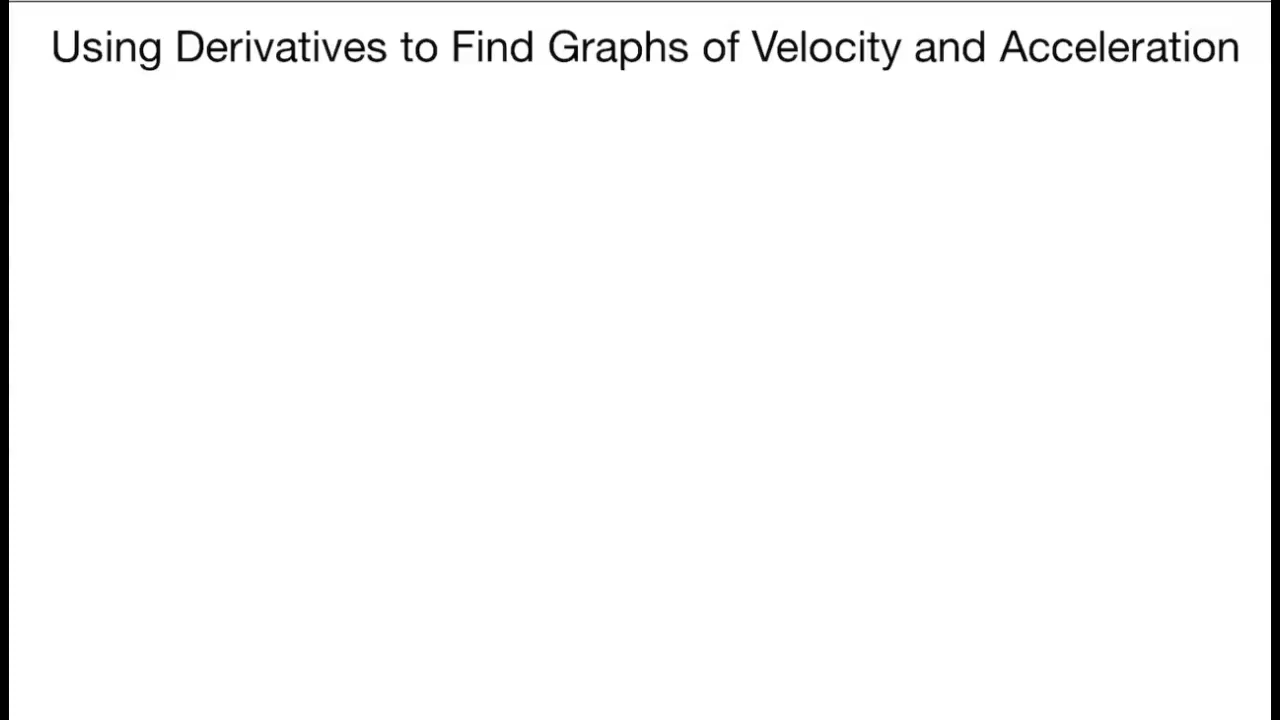 Using Derivatives to Find Graphs of Velocity and Acceleration